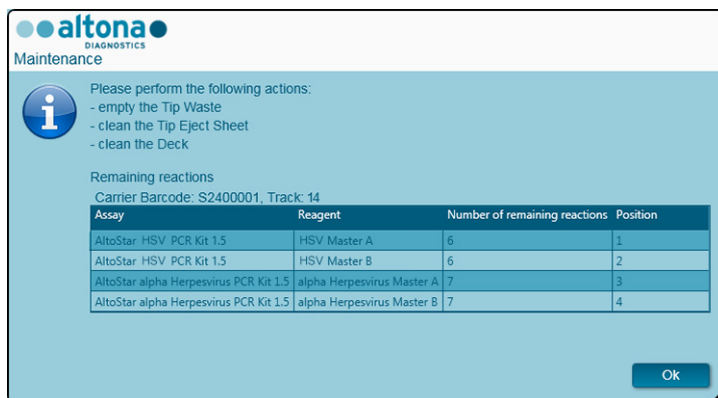 altona
DIAGNOSTICS
Maintenance
Please perform the following actions:
- empty the Tip Waste
- clean the Tip Eject Sheet
- clean the Deck
Remaining reactions
Carrier Barcode: S2400001, Track: 14
Assay Reagent Number of remaining reactions Position
AltoStar HSV PCR Kit 1.5 HSV Master A 6 1
AltoStar HSV PCR Kit 1.5 HSV Master B 6 2
AltoStar alpha Herpesvirus PCR Kit 1.5 alpha Herpesvirus Master A 7 3
AltoStar alpha Herpesvirus PCR Kit 1.5 alpha Herpesvirus Master B 7 4
Ok